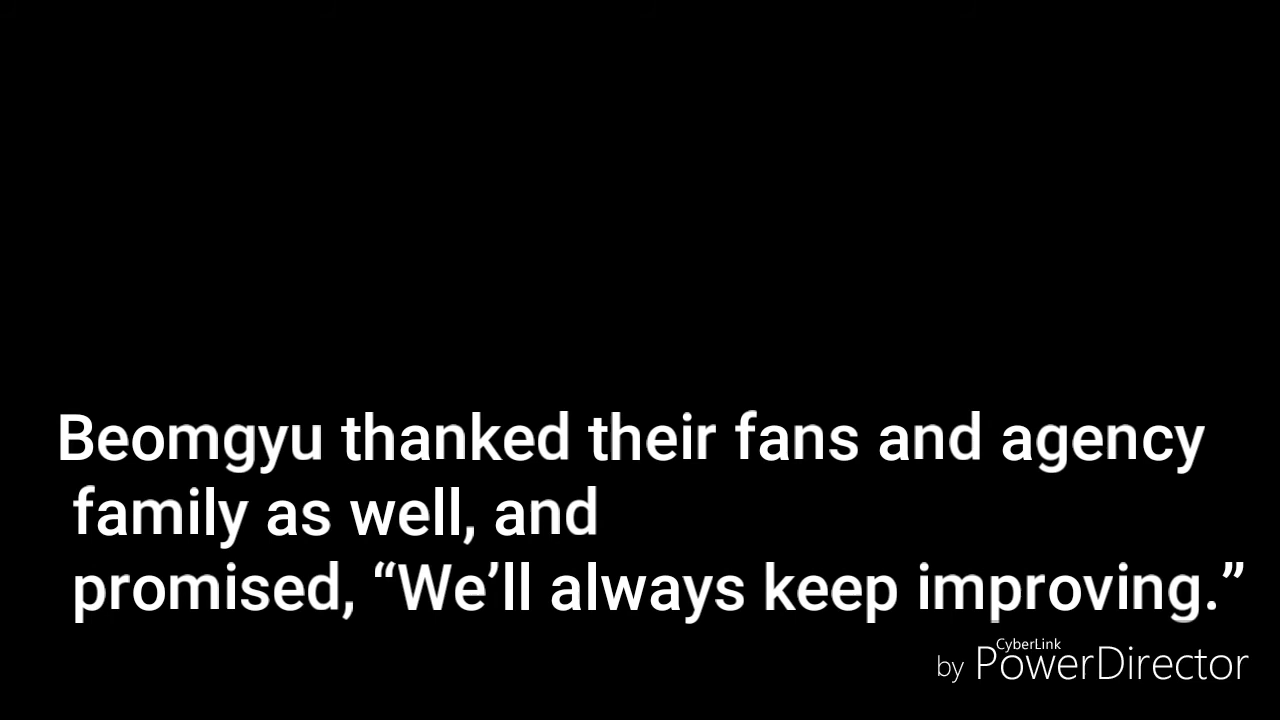 Beomgyu thanked their fans and agency
family as well, and
promised, “We’ll always keep improving.”
CyberLink
by PowerDirector